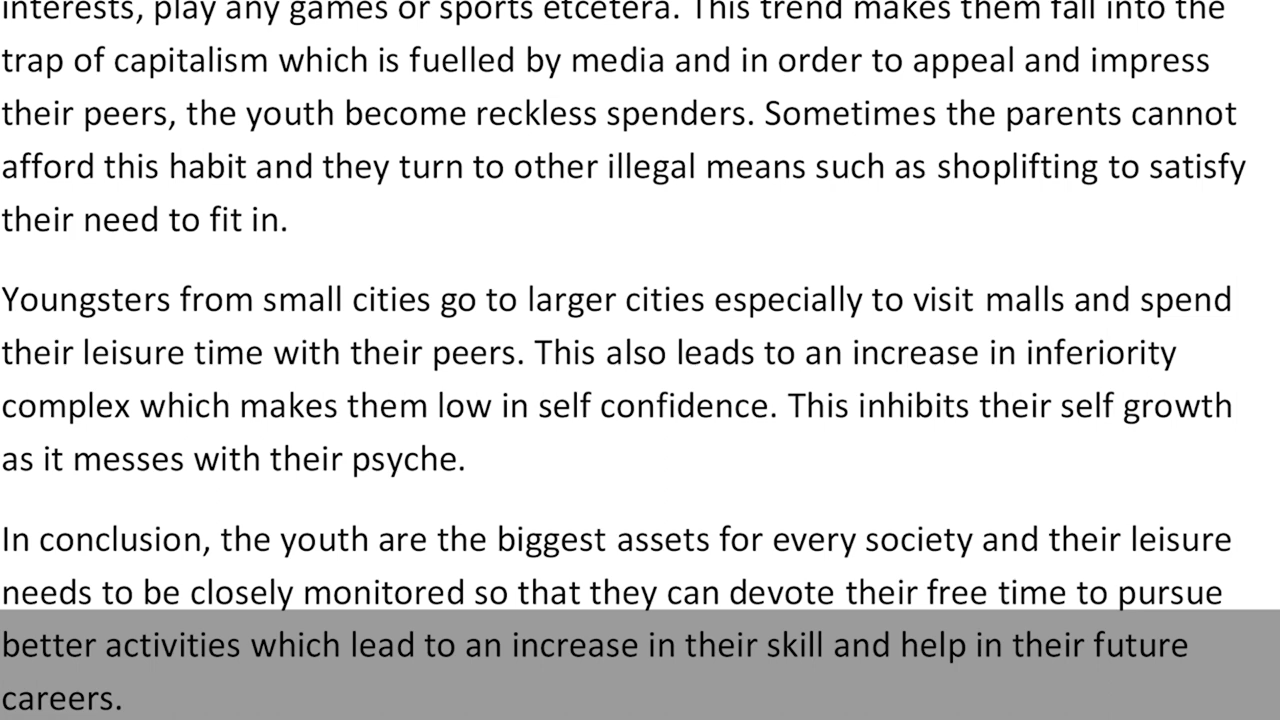 interests, play any games or sports etcetera. This trend makes them fall into the
trap of capitalism which is fuelled by media and in order to appeal and impress
their peers, the youth become reckless spenders. Sometimes the parents cannot
afford this habit and they turn to other illegal means such as shoplifting to satisfy
their need to fit in.
Youngsters from small cities go to larger cities especially to visit malls and spend
their leisure time with their peers. This also leads to an increase in inferiority
complex which makes them low in self confidence. This inhibits their self growth
as it messes with their psyche.
In conclusion, the youth are the biggest assets for every society and their leisure
needs to be closely monitored so that they can devote their free time to pursue
better activities which lead to an increase in their skill and help in their future
careers.